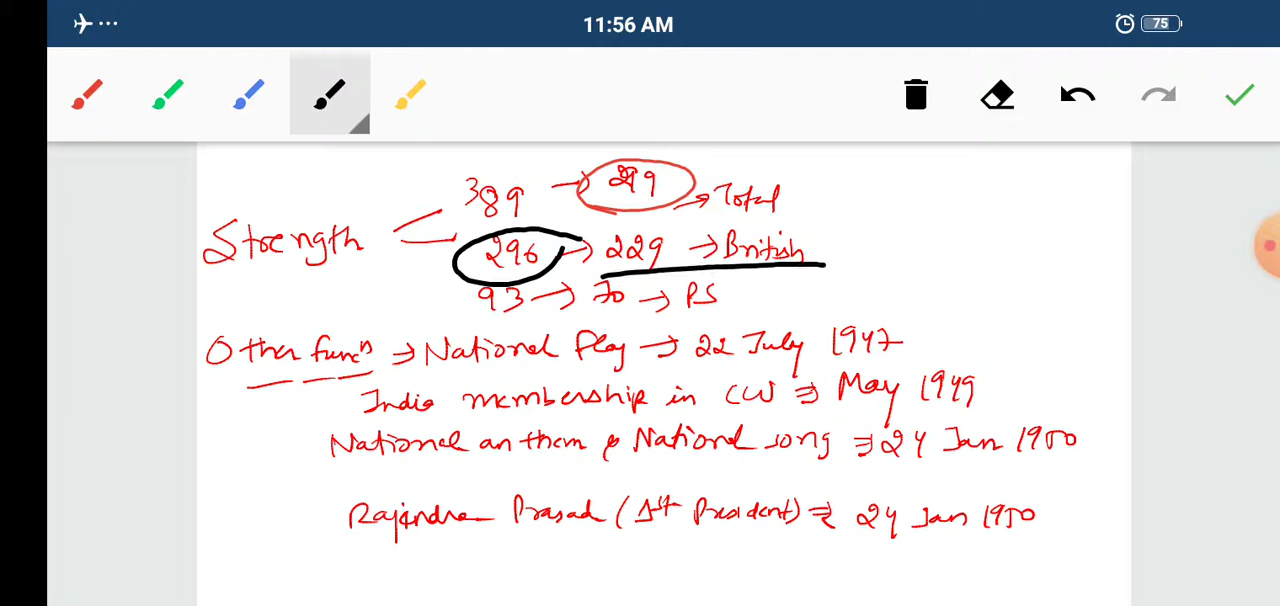 11:56 AM
75
389 → 299 → Total
Strength
296 → 229 → British
93 → 70 → PS
Other funcⁿ ⇒ National Flag → 22 July 1947
India membership in CW ⇒ May 1949
National anthem & National song ⇒ 24 Jan 1950
Rajendra Prasad (1st President) ⇒ 24 Jan 1950